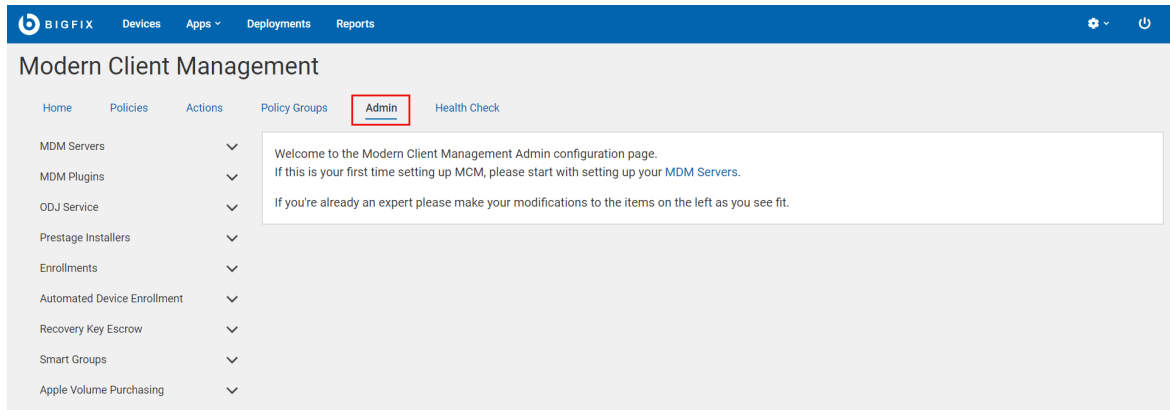 BIGFIX Devices Apps Deployments Reports
Modern Client Management
Home Policies Actions Policy Groups Admin Health Check
MDM Servers
MDM Plugins
ODJ Service
Prestage Installers
Enrollments
Automated Device Enrollment
Recovery Key Escrow
Smart Groups
Apple Volume Purchasing
Welcome to the Modern Client Management Admin configuration page.
If this is your first time setting up MCM, please start with setting up your MDM Servers.
If you're already an expert please make your modifications to the items on the left as you see fit.